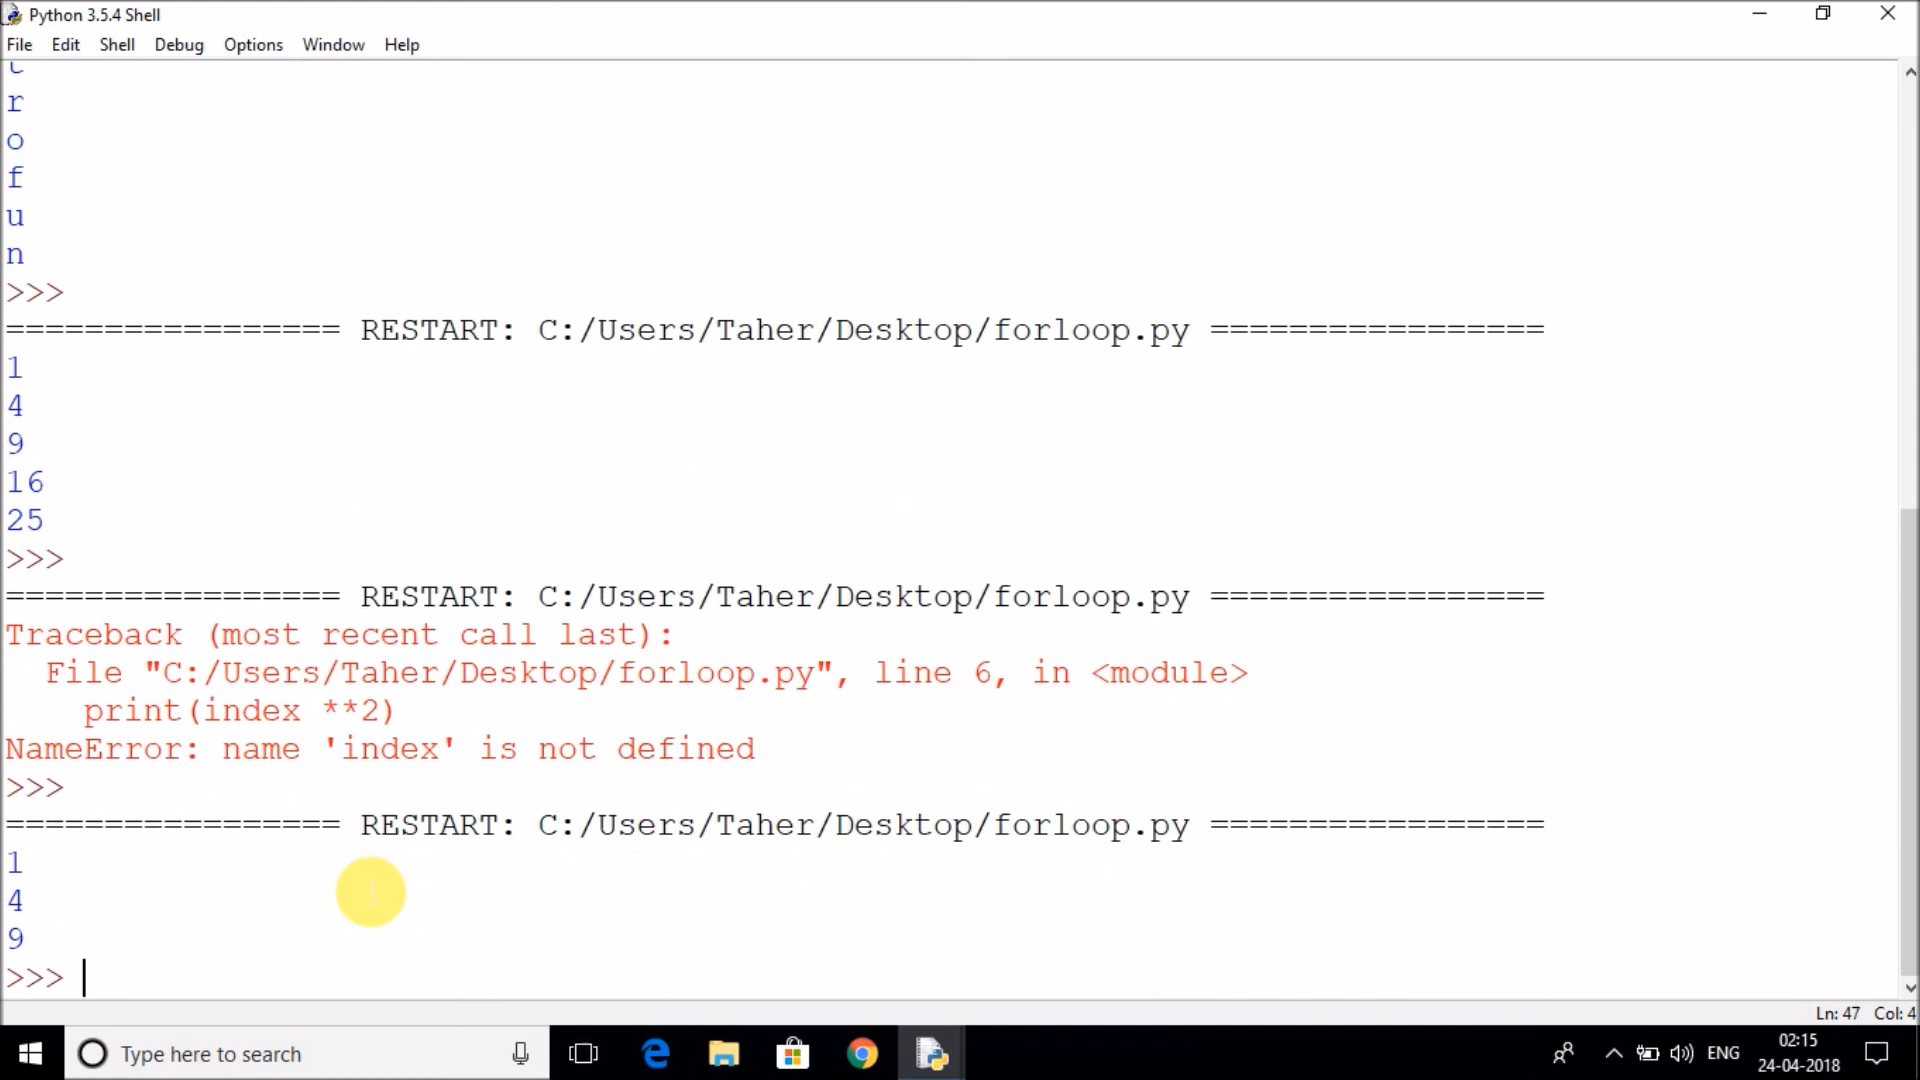 Python 3.5.4 Shell
File Edit Shell Debug Options Window Help
r
o
f
u
n
>>>
================= RESTART: C:/Users/Taher/Desktop/forloop.py =================
1
4
9
16
25
>>>
================= RESTART: C:/Users/Taher/Desktop/forloop.py =================
Traceback (most recent call last):
  File "C:/Users/Taher/Desktop/forloop.py", line 6, in <module>
    print(index **2)
NameError: name 'index' is not defined
>>>
================= RESTART: C:/Users/Taher/Desktop/forloop.py =================
1
4
9
>>>
Ln: 47 Col: 4
Type here to search
ENG
02:15
24-04-2018